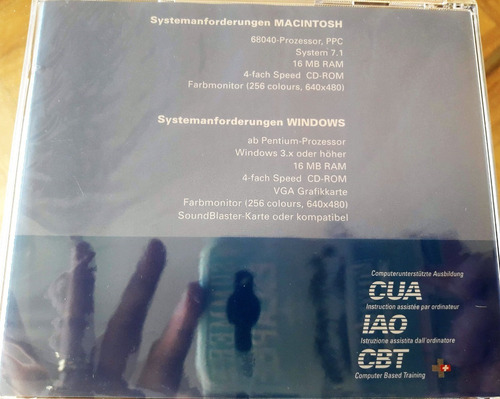 Systemanforderungen MACINTOSH
68040-Prozessor, PPC
System 7.1
16 MB RAM
4-fach Speed CD-ROM
Farbmonitor (256 colours, 640x480)
Systemanforderungen WINDOWS
ab Pentium-Prozessor
Windows 3.x oder höher
16 MB RAM
4-fach Speed CD-ROM
VGA Grafikkarte
Farbmonitor (256 colours, 640x480)
SoundBlaster-Karte oder kompatibel
Computerunterstützte Ausbildung
CUA
Instruction assistée par ordinateur
IAO
Istruzione assistita dall'ordinatore
CBT
Computer Based Training